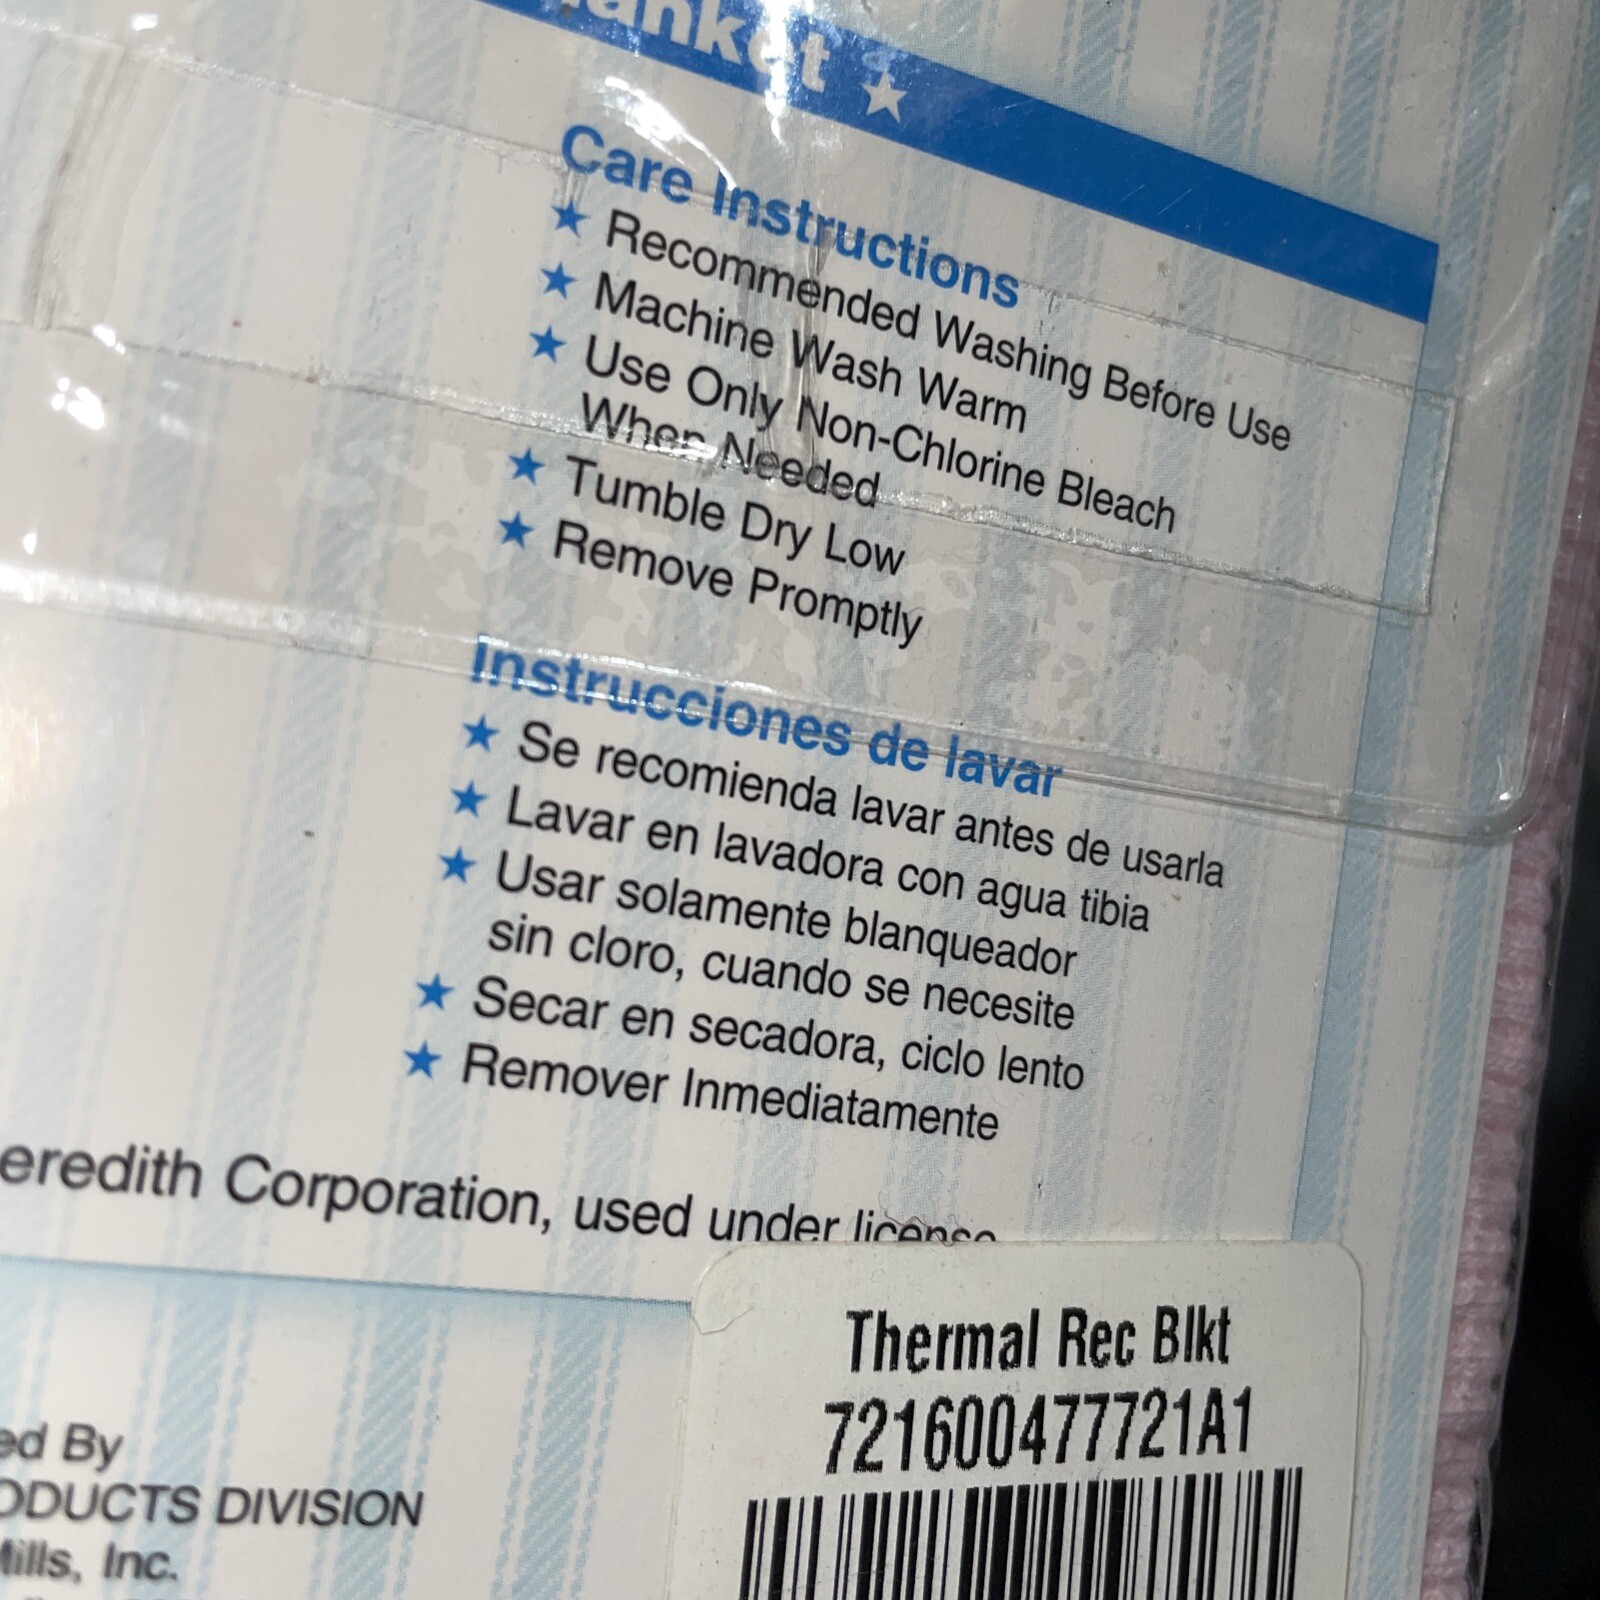 Care Instructions
★ Recommended Washing Before Use
★ Machine Wash Warm
★ Use Only Non-Chlorine Bleach
When Needed
★ Tumble Dry Low
★ Remove Promptly
Instrucciones de lavar
★ Se recomienda lavar antes de usarla
★ Lavar en lavadora con agua tibia
★ Usar solamente blanqueador
sin cloro, cuando se necesite
★ Secar en secadora, ciclo lento
★ Remover Inmediatamente
eredith Corporation, used under license
Thermal Rec Blkt
721600477721A1
ed By
ODUCTS DIVISION
Mills, Inc.